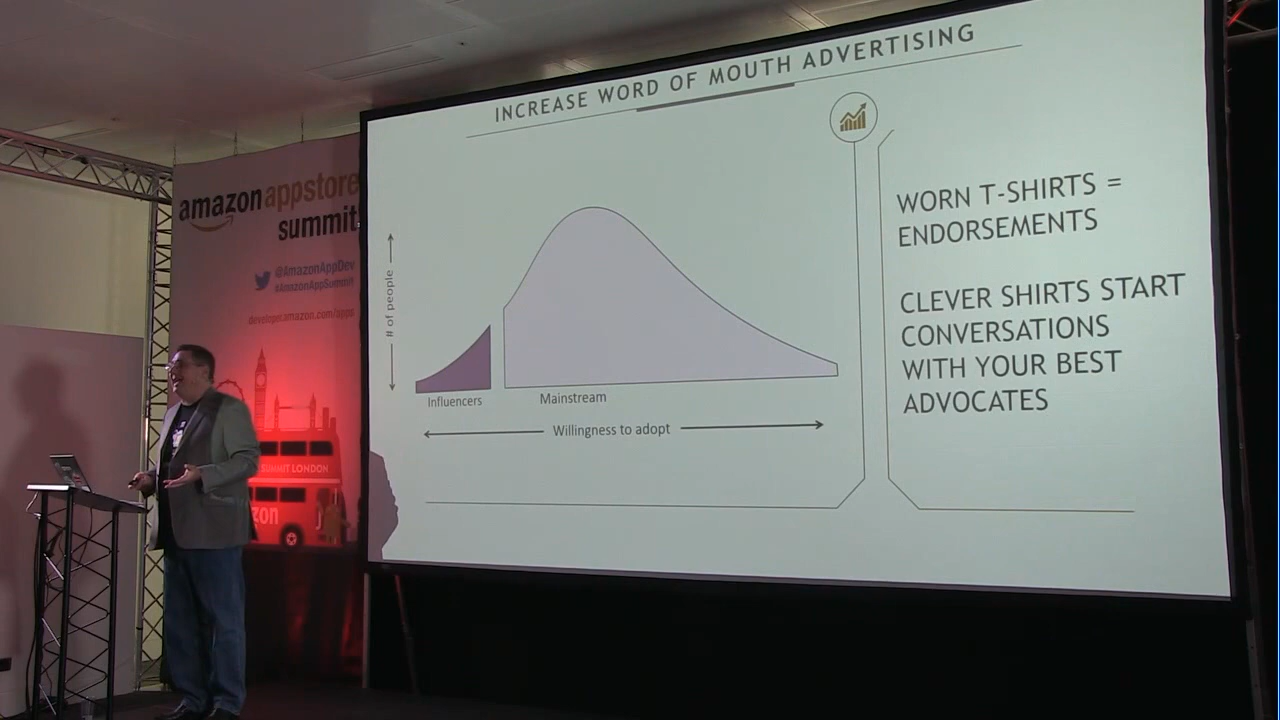 INCREASE WORD OF MOUTH ADVERTISING
amazon appstore
summit
@AmazonAppDev
#AmazonAppSummit
developer.amazon.com/apps
SUMMIT LONDON
zon
# of people
Influencers
Mainstream
Willingness to adopt
WORN T-SHIRTS =
ENDORSEMENTS
CLEVER SHIRTS START
CONVERSATIONS
WITH YOUR BEST
ADVOCATES